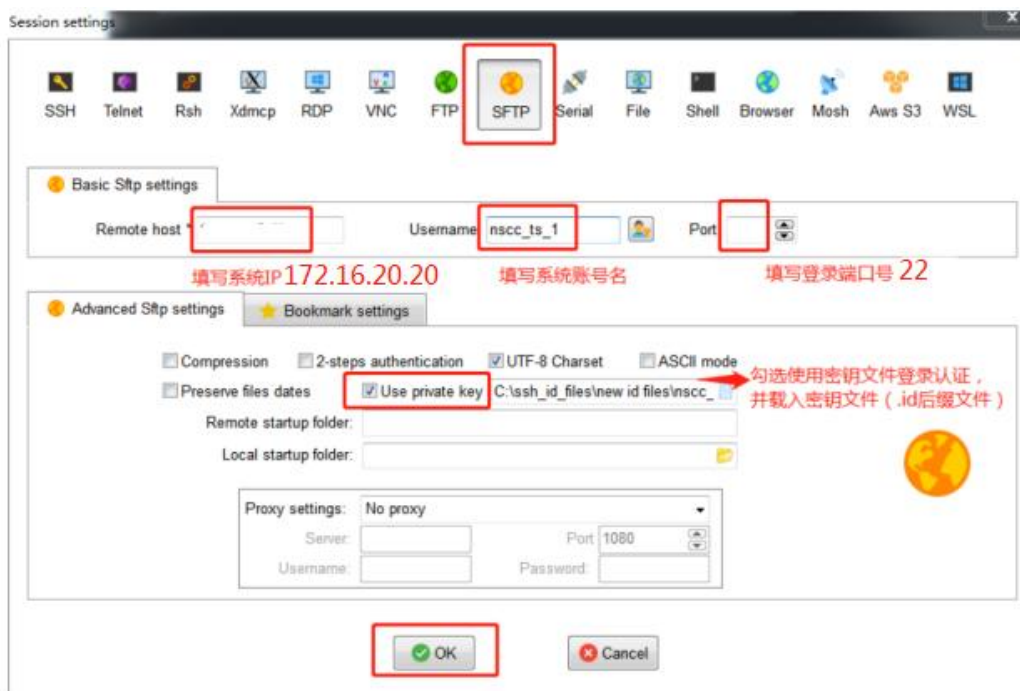 Session settings
SSH Telnet Rsh Xdmcp RDP VNC FTP SFTP Serial File Shell Browser Mosh Aws S3 WSL
Basic Sftp settings
Remote host * Username nscc_ts_1 Port
填写系统IP 172.16.20.20 填写系统账号名 填写登录端口号 22
Advanced Sftp settings Bookmark settings
Compression 2-steps authentication UTF-8 Charset ASCII mode
Preserve files dates Use private key C:\ssh_id_files\new id files\nscc_
勾选使用密钥文件登录认证，
并载入密钥文件（.id后缀文件）
Remote startup folder:
Local startup folder:
Proxy settings: No proxy
Server: Port 1080
Username: Password:
OK Cancel